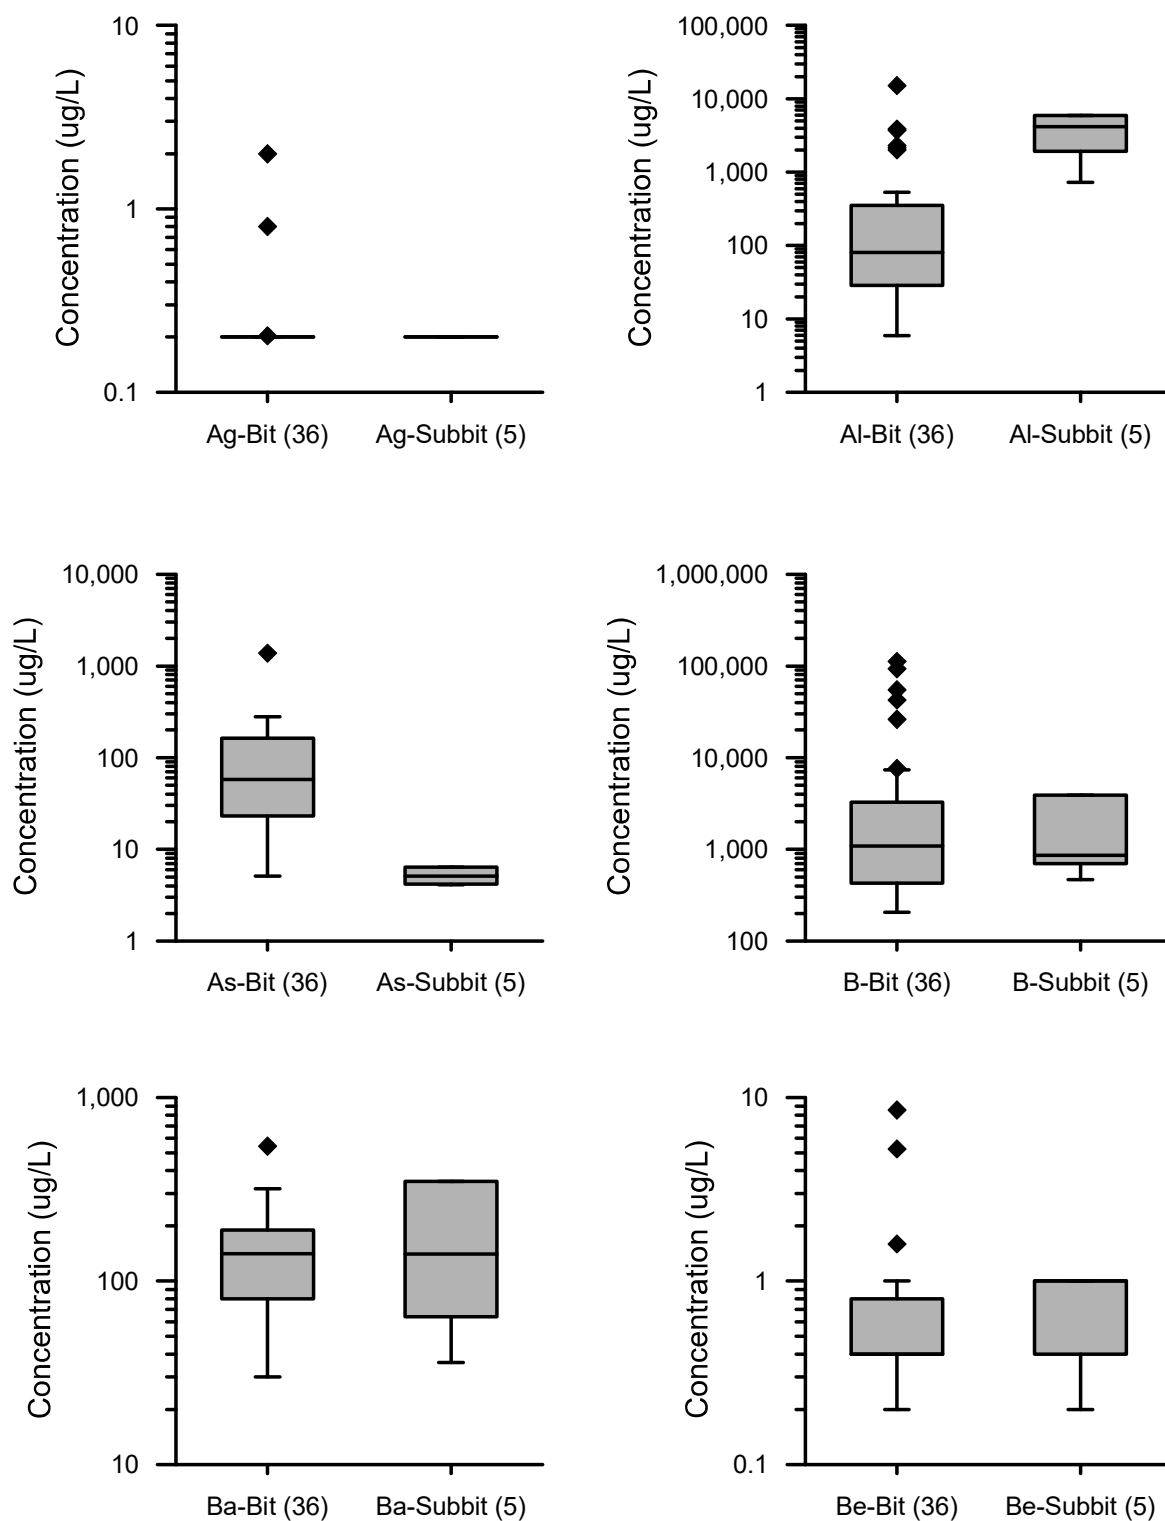 Concentration (ug/L)
10
1
0.1
Ag-Bit (36) Ag-Subbit (5)
Concentration (ug/L)
100,000
10,000
1,000
100
10
1
Al-Bit (36) Al-Subbit (5)
Concentration (ug/L)
10,000
1,000
100
10
1
As-Bit (36) As-Subbit (5)
Concentration (ug/L)
1,000,000
100,000
10,000
1,000
100
B-Bit (36) B-Subbit (5)
Concentration (ug/L)
1,000
100
10
Ba-Bit (36) Ba-Subbit (5)
Concentration (ug/L)
10
1
0.1
Be-Bit (36) Be-Subbit (5)